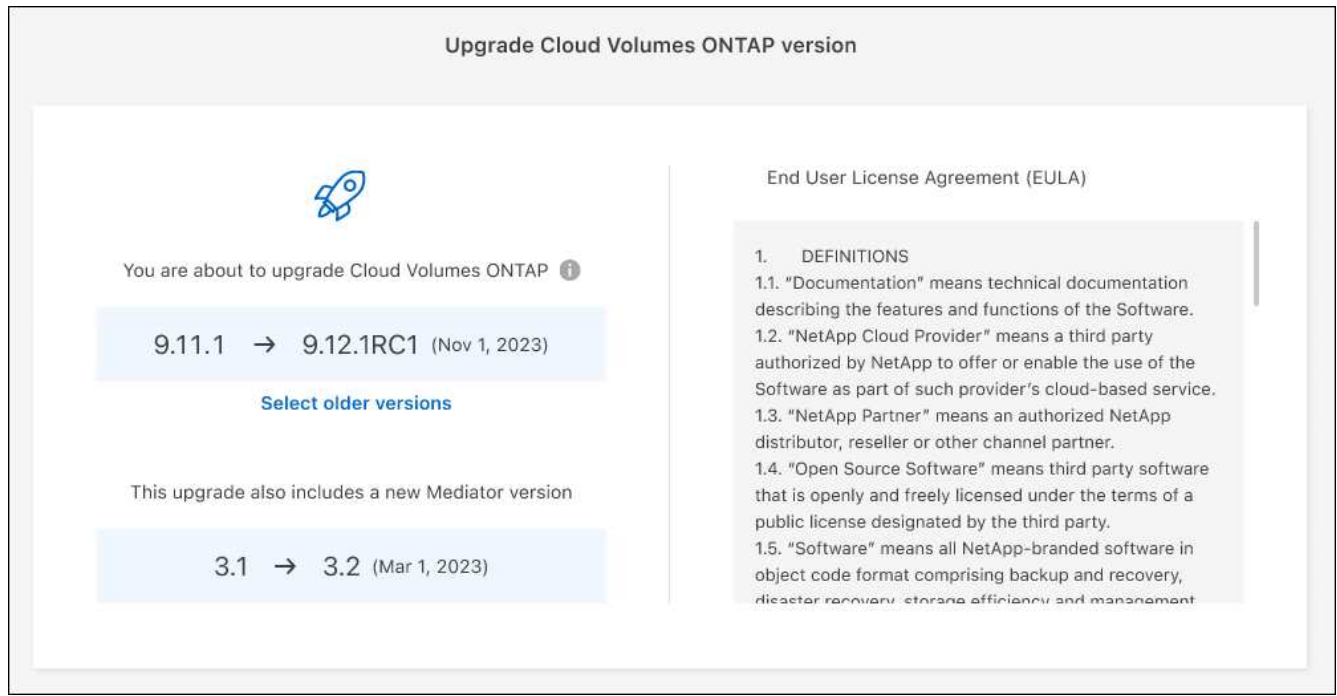 Upgrade Cloud Volumes ONTAP version
You are about to upgrade Cloud Volumes ONTAP
9.11.1 → 9.12.1RC1 (Nov 1, 2023)
Select older versions
This upgrade also includes a new Mediator version
3.1 → 3.2 (Mar 1, 2023)
End User License Agreement (EULA)
1. DEFINITIONS
1.1. “Documentation” means technical documentation
describing the features and functions of the Software.
1.2. “NetApp Cloud Provider” means a third party
authorized by NetApp to offer or enable the use of the
Software as part of such provider’s cloud-based service.
1.3. “NetApp Partner” means an authorized NetApp
distributor, reseller or other channel partner.
1.4. “Open Source Software” means third party software
that is openly and freely licensed under the terms of a
public license designated by the third party.
1.5. “Software” means all NetApp-branded software in
object code format comprising backup and recovery,
disaster recovery, storage efficiency and management